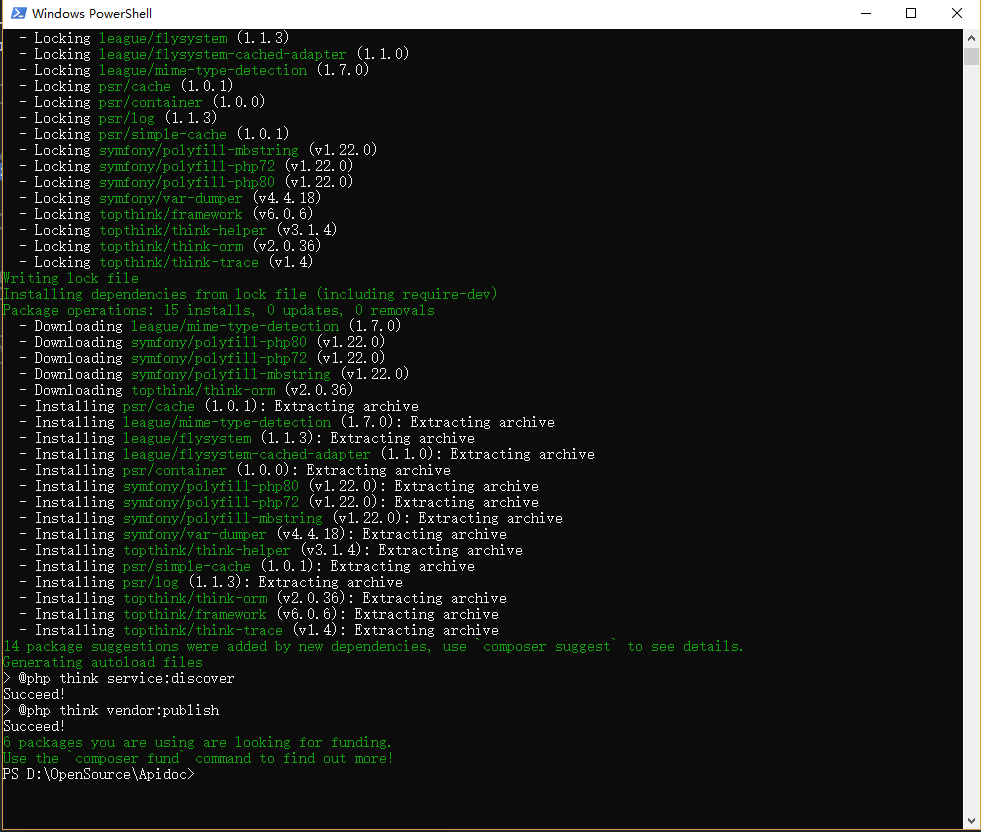 Windows PowerShell
- Locking league/flysystem (1.1.3)
- Locking league/flysystem-cached-adapter (1.1.0)
- Locking league/mime-type-detection (1.7.0)
- Locking psr/cache (1.0.1)
- Locking psr/container (1.0.0)
- Locking psr/log (1.1.3)
- Locking psr/simple-cache (1.0.1)
- Locking symfony/polyfill-mbstring (v1.22.0)
- Locking symfony/polyfill-php72 (v1.22.0)
- Locking symfony/polyfill-php80 (v1.22.0)
- Locking symfony/var-dumper (v4.4.18)
- Locking topthink/framework (v6.0.6)
- Locking topthink/think-helper (v3.1.4)
- Locking topthink/think-orm (v2.0.36)
- Locking topthink/think-trace (v1.4)
Writing lock file
Installing dependencies from lock file (including require-dev)
Package operations: 15 installs, 0 updates, 0 removals
- Downloading league/mime-type-detection (1.7.0)
- Downloading symfony/polyfill-php80 (v1.22.0)
- Downloading symfony/polyfill-php72 (v1.22.0)
- Downloading symfony/polyfill-mbstring (v1.22.0)
- Downloading topthink/think-orm (v2.0.36)
- Installing psr/cache (1.0.1): Extracting archive
- Installing league/mime-type-detection (1.7.0): Extracting archive
- Installing league/flysystem (1.1.3): Extracting archive
- Installing league/flysystem-cached-adapter (1.1.0): Extracting archive
- Installing psr/container (1.0.0): Extracting archive
- Installing symfony/polyfill-php80 (v1.22.0): Extracting archive
- Installing symfony/polyfill-php72 (v1.22.0): Extracting archive
- Installing symfony/polyfill-mbstring (v1.22.0): Extracting archive
- Installing symfony/var-dumper (v4.4.18): Extracting archive
- Installing topthink/think-helper (v3.1.4): Extracting archive
- Installing psr/simple-cache (1.0.1): Extracting archive
- Installing psr/log (1.1.3): Extracting archive
- Installing topthink/think-orm (v2.0.36): Extracting archive
- Installing topthink/framework (v6.0.6): Extracting archive
- Installing topthink/think-trace (v1.4): Extracting archive
14 package suggestions were added by new dependencies, use `composer suggest` to see details.
Generating autoload files
> @php think service:discover
Succeed!
> @php think vendor:publish
Succeed!
6 packages you are using are looking for funding.
Use the `composer fund` command to find out more!
PS D:\OpenSource\Apidoc>